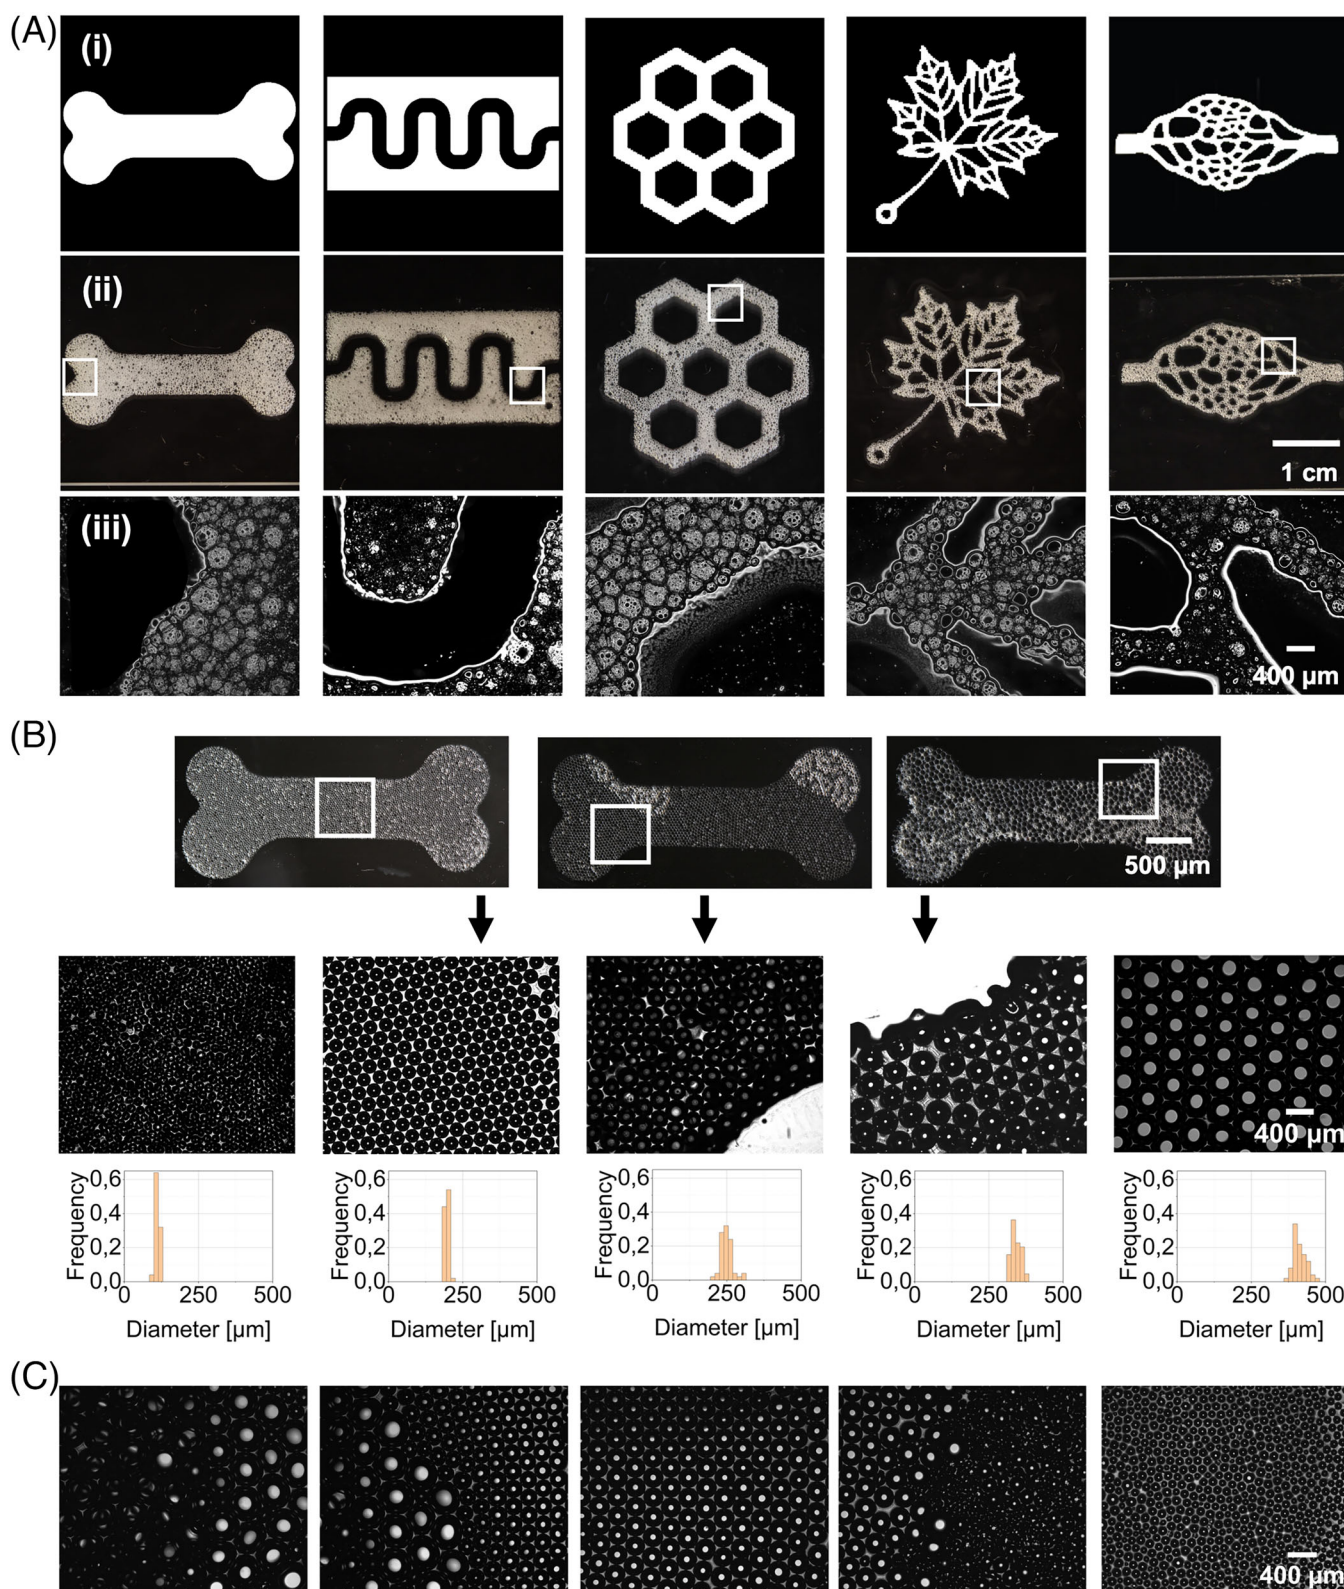 (A)
(i)
(ii)
1 cm
(iii)
400 µm
(B)
500 µm
400 µm
0,6
0,4
0,2
0,0
Frequency
0 250 500
Diameter [µm]
0,6
0,4
0,2
0,0
Frequency
0 250 500
Diameter [µm]
0,6
0,4
0,2
0,0
Frequency
0 250 500
Diameter [µm]
0,6
0,4
0,2
0,0
Frequency
0 250 500
Diameter [µm]
0,6
0,4
0,2
0,0
Frequency
0 250 500
Diameter [µm]
(C)
400 µm